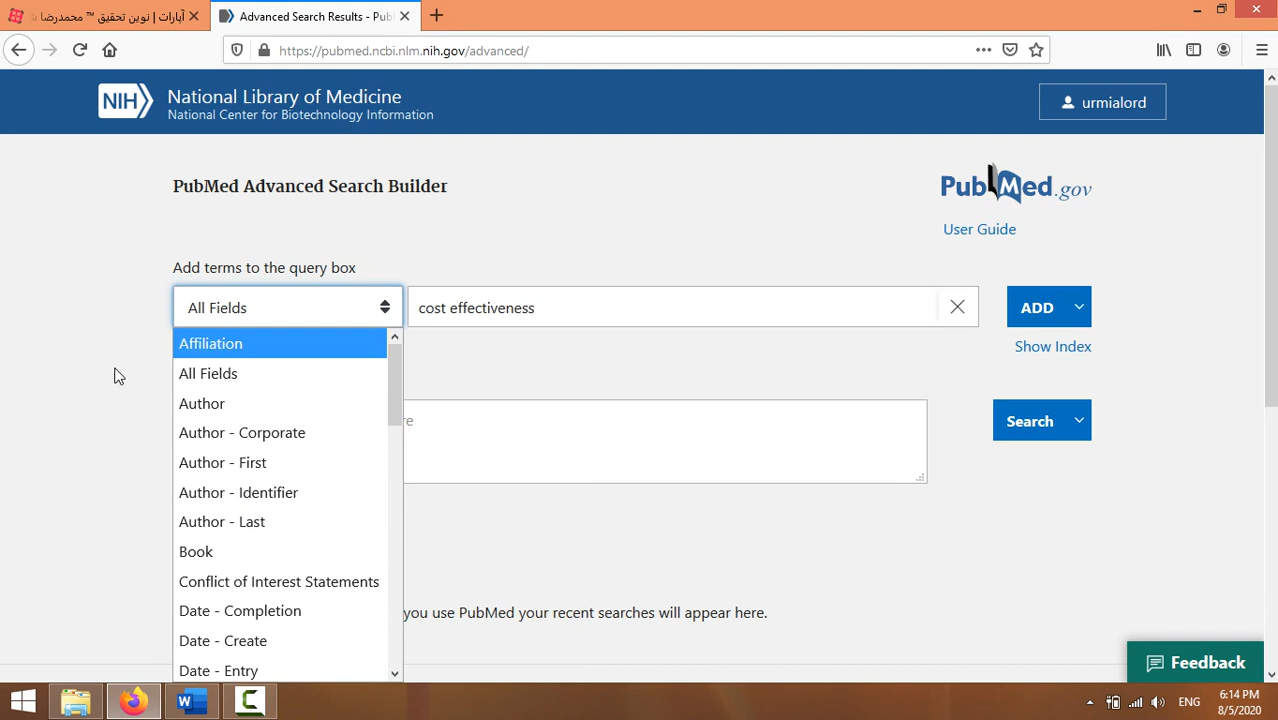 آپارات | نوین تحقیق ™ محمدرضا ش
Advanced Search Results - Pub
https://pubmed.ncbi.nlm.nih.gov/advanced/
NIH
National Library of Medicine
National Center for Biotechnology Information
urmialord
PubMed Advanced Search Builder
PubMed.gov
User Guide
Add terms to the query box
All Fields
cost effectiveness
ADD
Show Index
Affiliation
All Fields
Author
Author - Corporate
Author - First
Author - Identifier
Author - Last
Book
Conflict of Interest Statements
Date - Completion
Date - Create
Date - Entry
re
Search
you use PubMed your recent searches will appear here.
Feedback
ENG
6:14 PM
8/5/2020